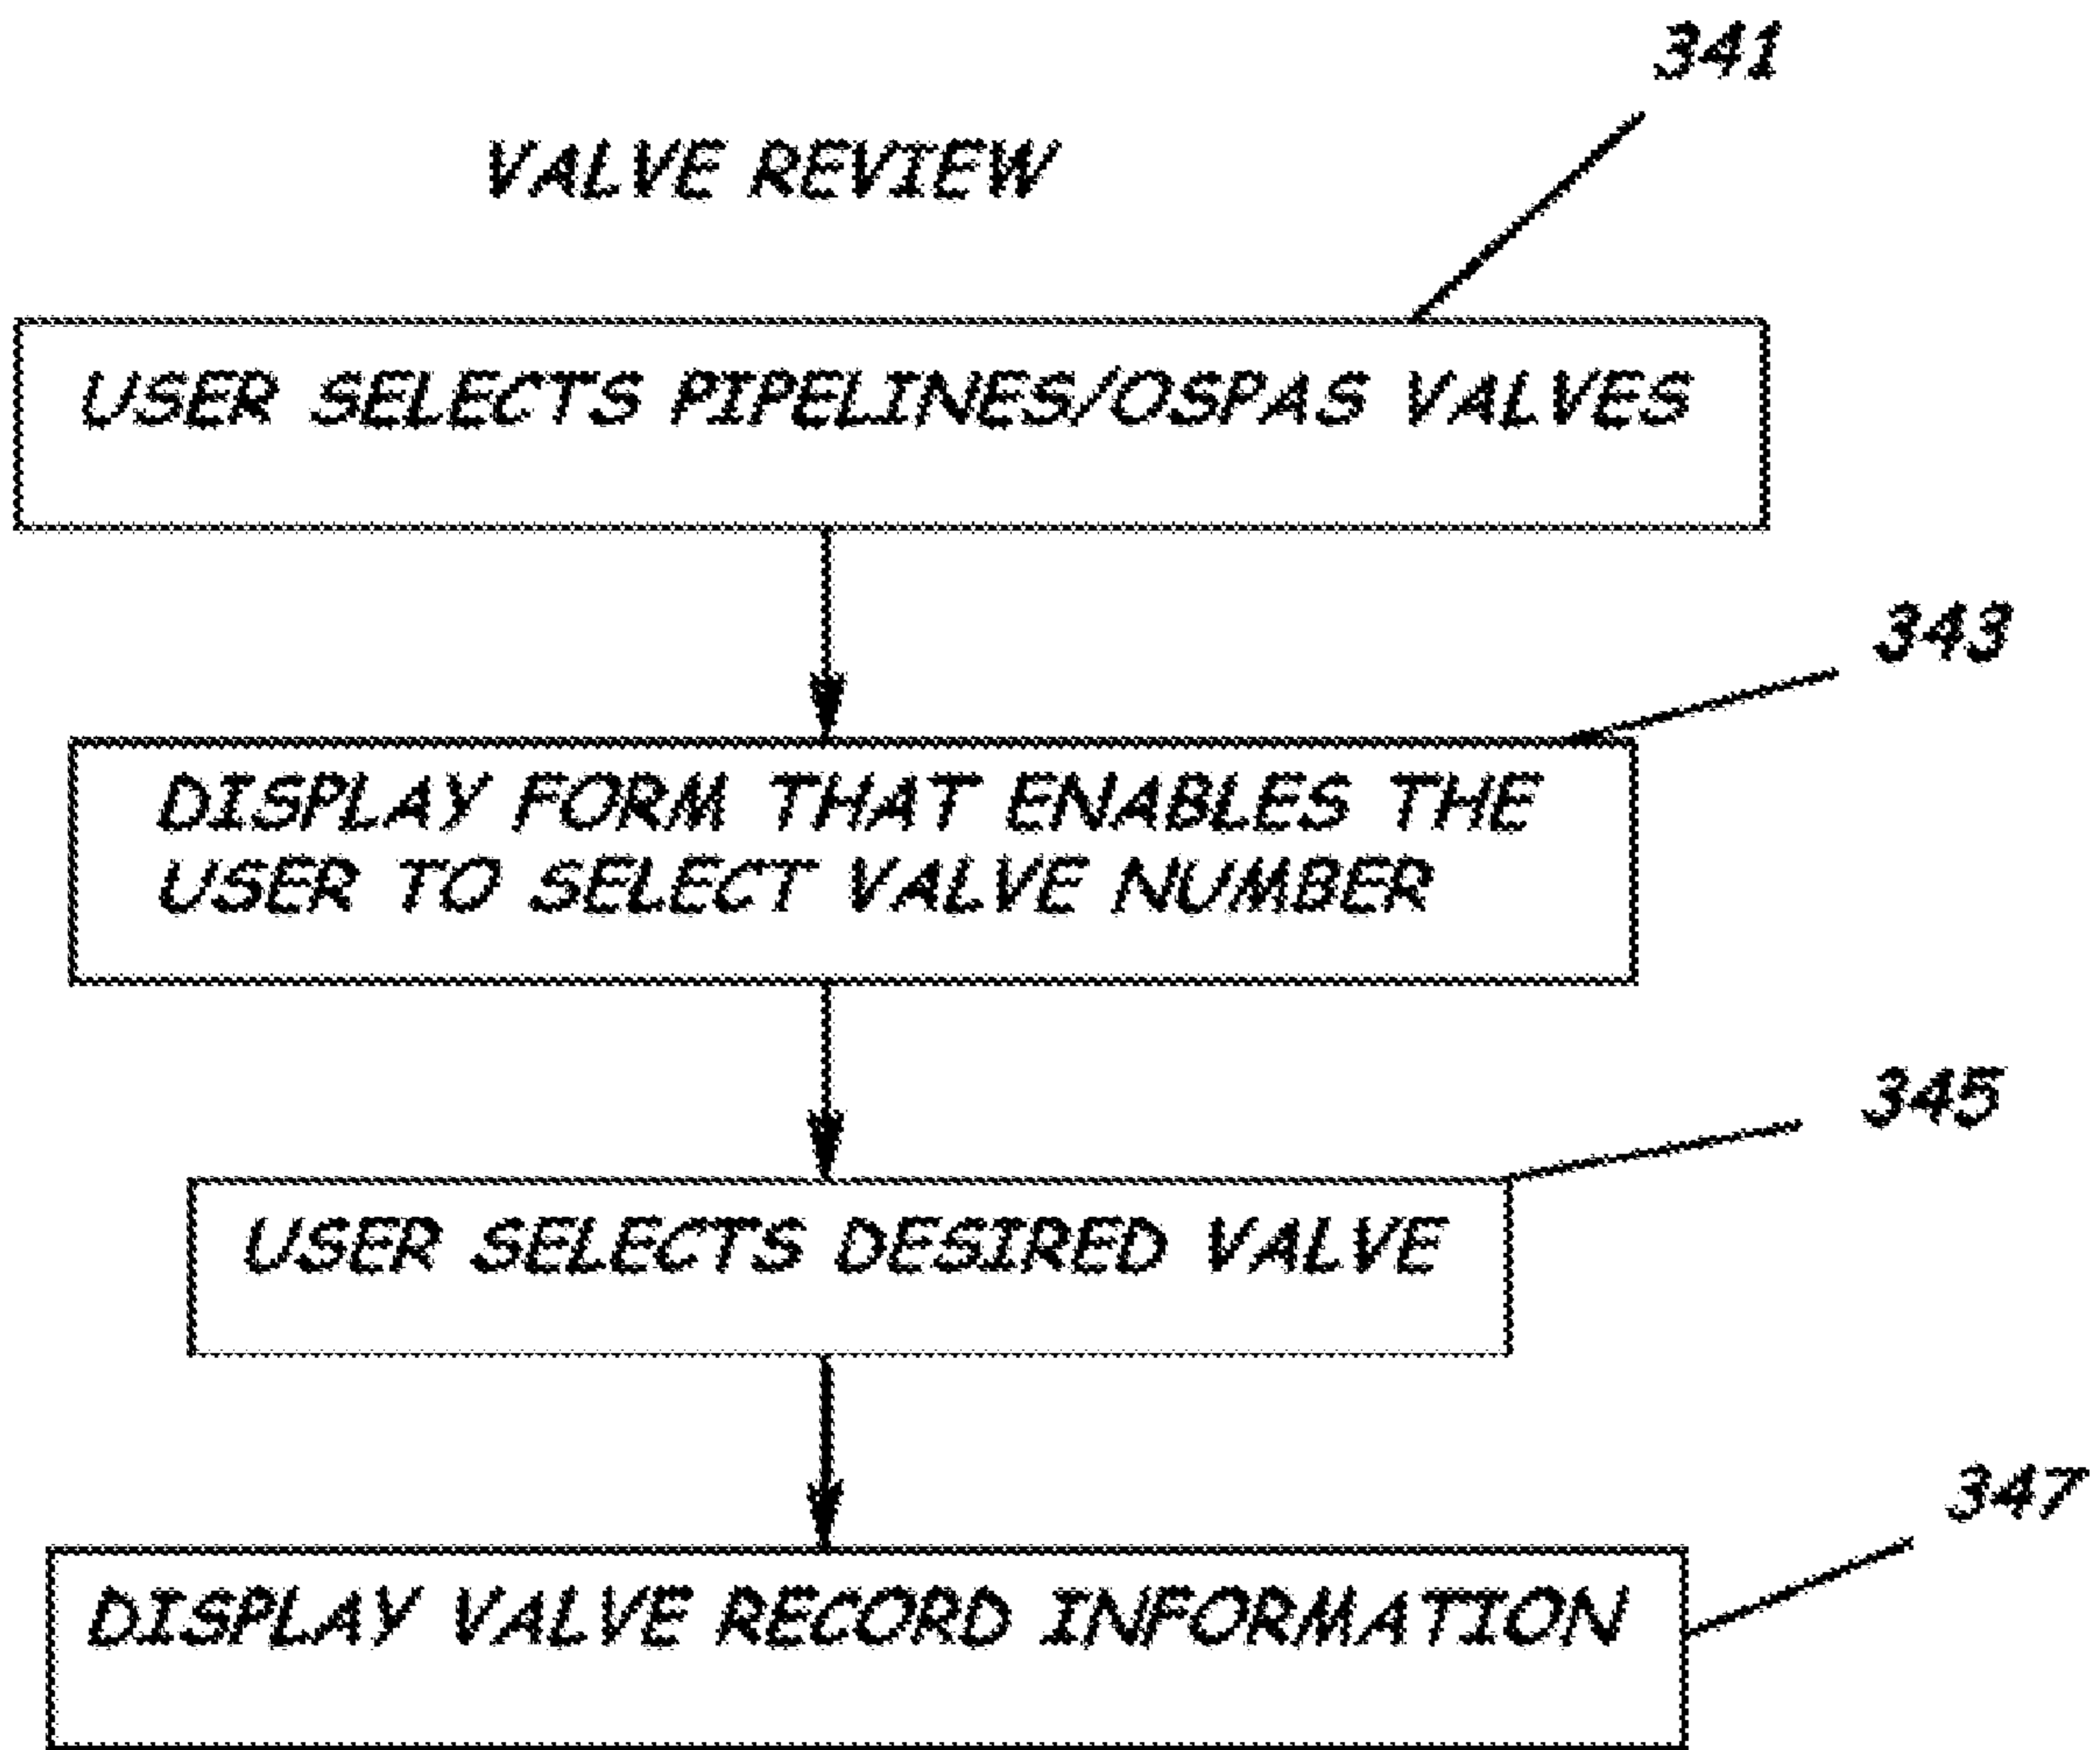 341
VALVE REVIEW
USER SELECTS PIPELINES/OSPAS VALVES
343
DISPLAY FORM THAT ENABLES THE
USER TO SELECT VALVE NUMBER
345
USER SELECTS DESIRED VALVE
347
DISPLAY VALVE RECORD INFORMATION